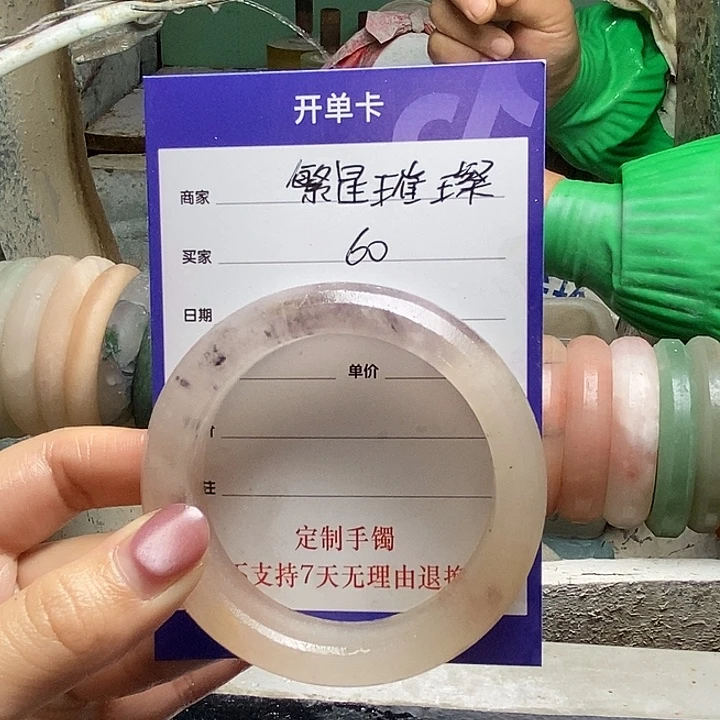 开单卡
商家 繁星璀璨
买家 60
日期
单价
注
定制手镯
支持7天无理由退换